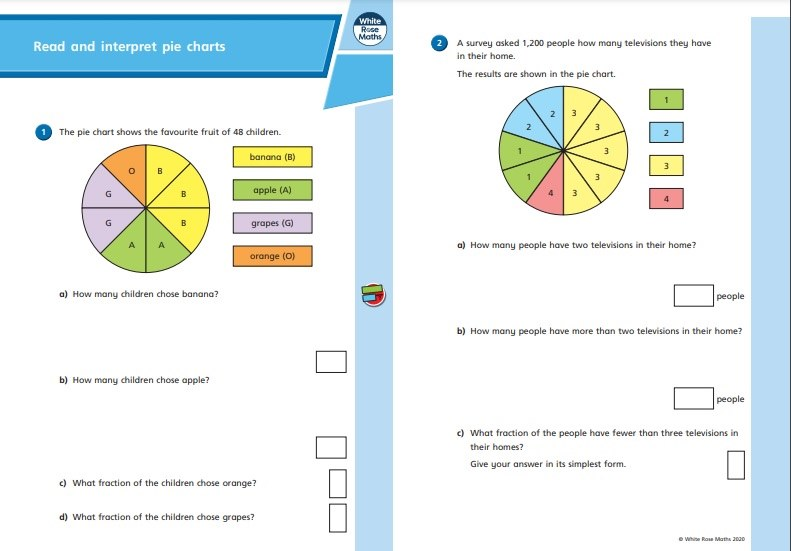 Read and interpret pie charts
White
Rose
Maths
1 The pie chart shows the favourite fruit of 48 children.
O B
G B
G B
A A
banana (B)
apple (A)
grapes (G)
orange (O)
a) How many children chose banana?
b) How many children chose apple?
c) What fraction of the children chose orange?
d) What fraction of the children chose grapes?
2 A survey asked 1,200 people how many televisions they have
in their home.
The results are shown in the pie chart.
2 3
2 3
1 3
1 3
4 3
1
2
3
4
a) How many people have two televisions in their home?
people
b) How many people have more than two televisions in their home?
people
c) What fraction of the people have fewer than three televisions in
their homes?
Give your answer in its simplest form.
© White Rose Maths 2020